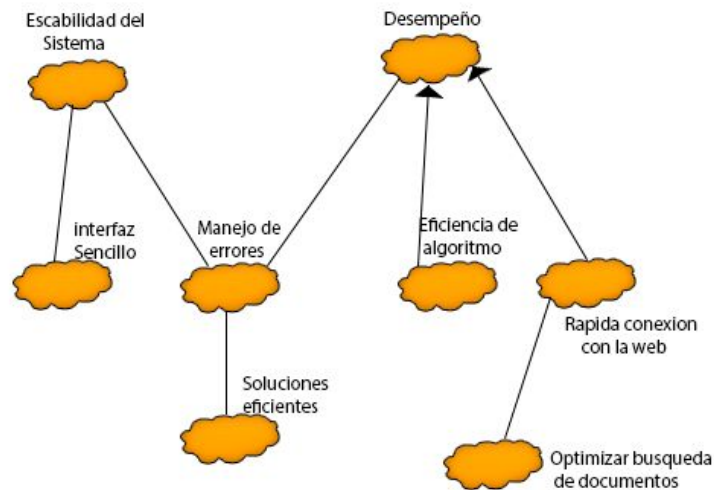 Escabilidad del
Sistema
Desempeño
interfaz
Sencillo
Manejo de
errores
Eficiencia de
algoritmo
Rapida conexion
con la web
Soluciones
eficientes
Optimizar busqueda
de documentos